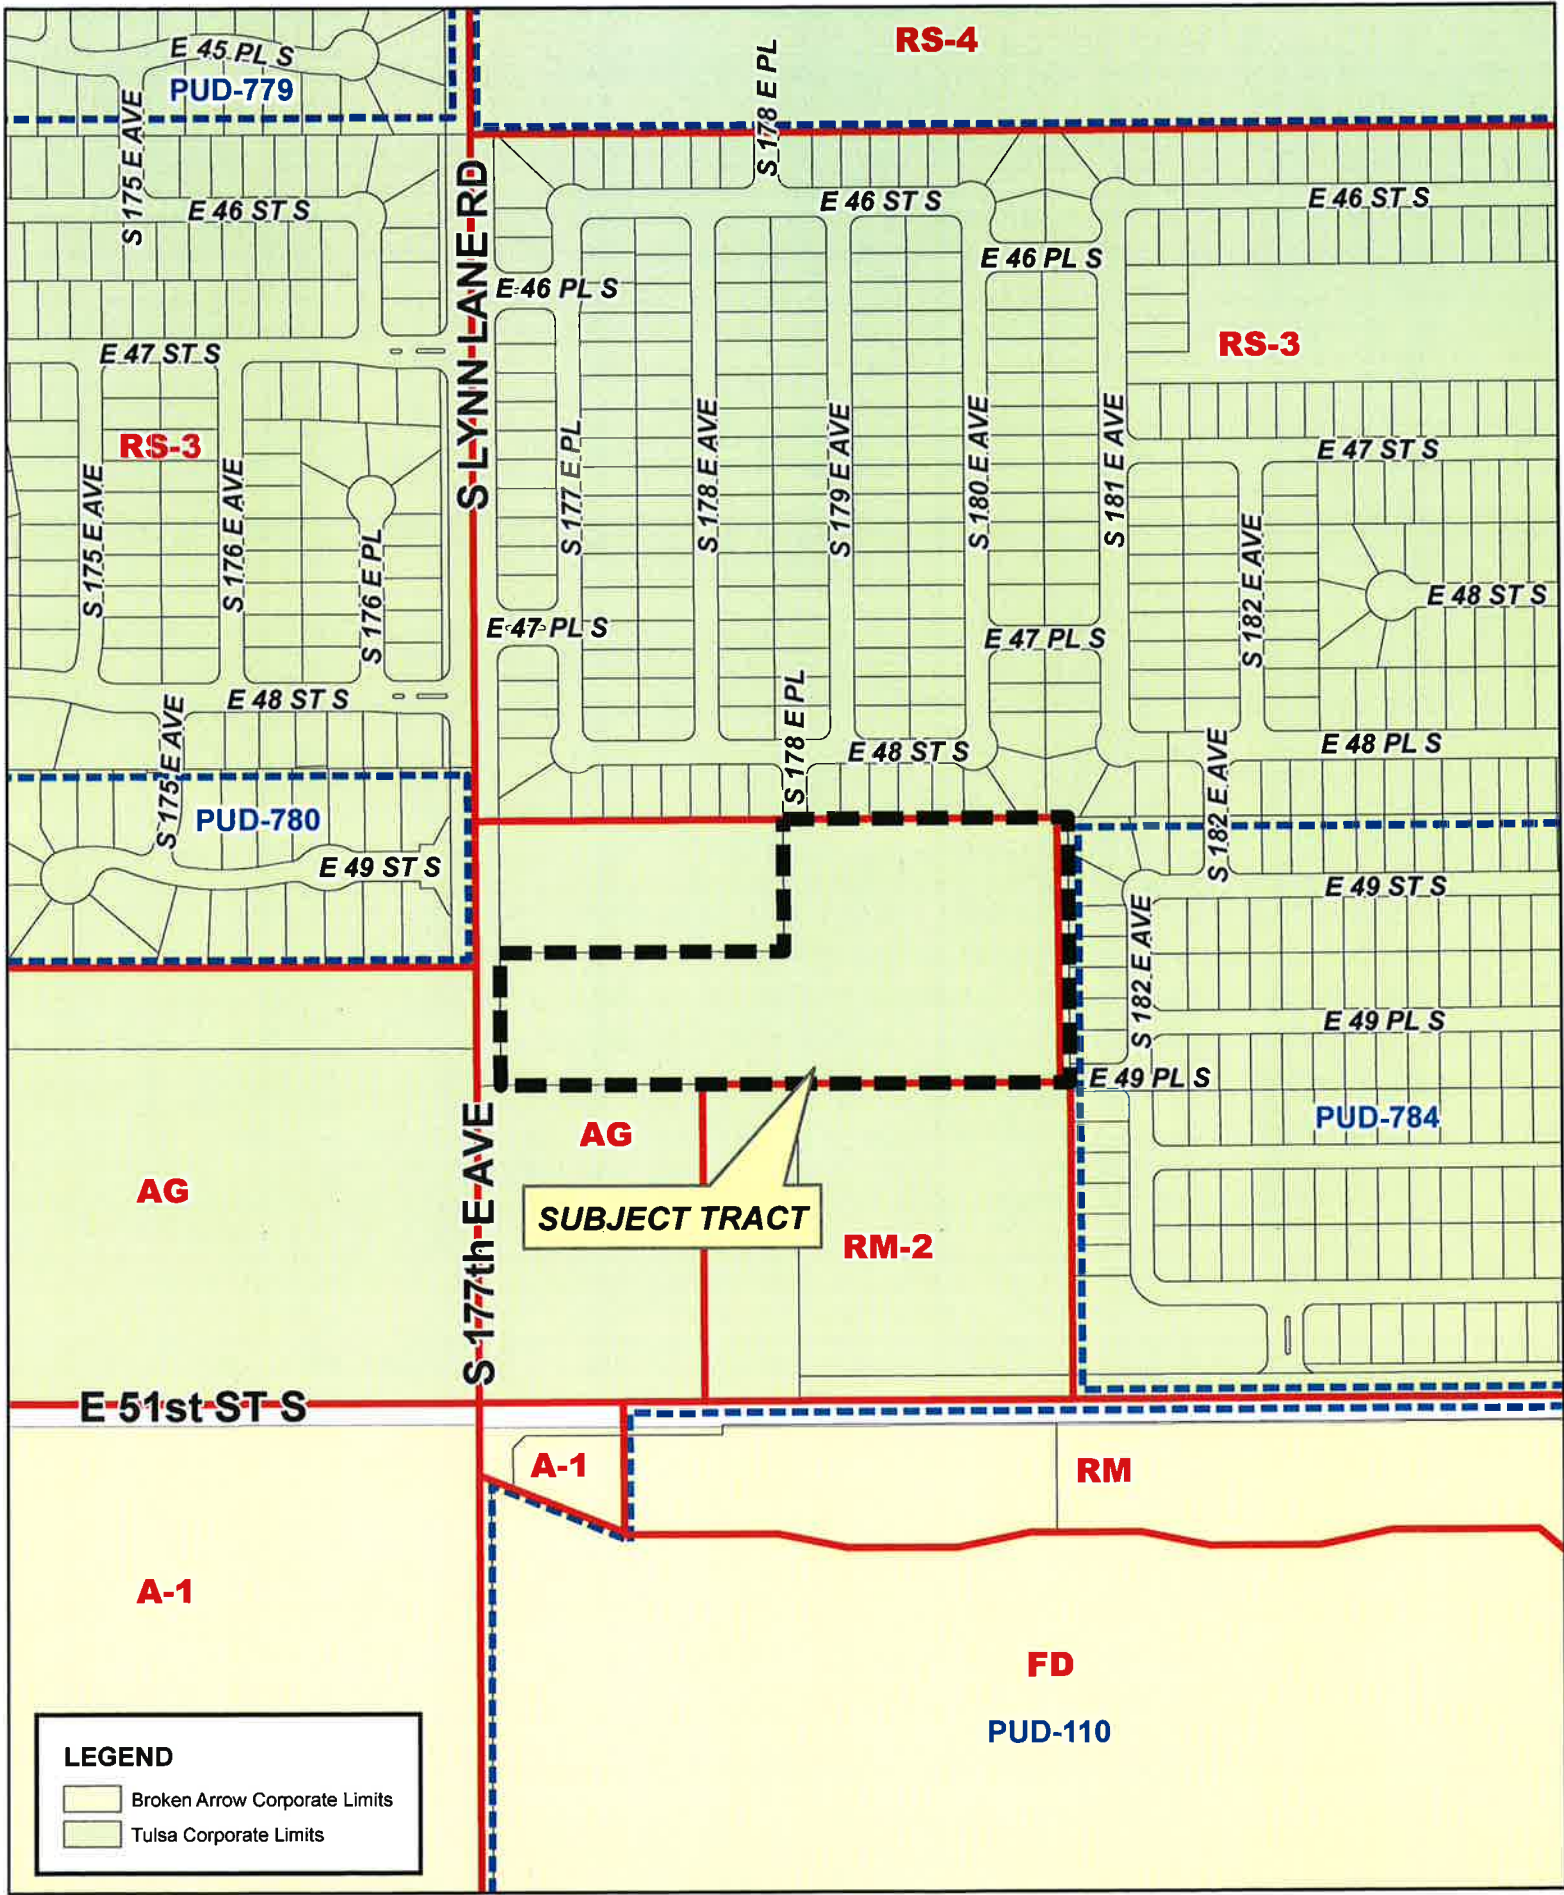 RS-4
E 45 PL S
PUD-779
S 175 E AVE
S 178 E PL
E 46 ST S
E 46 ST S
E 46 ST S
S LYNN LANE RD
E 46 PL S
E 46 PL S
E 47 ST S
RS-3
RS-3
S 175 E AVE
S 176 E AVE
S 176 E PL
S 177 E PL
S 178 E AVE
S 179 E AVE
S 180 E AVE
S 181 E AVE
E 47 ST S
S 182 E AVE
E 48 ST S
E 47 PL S
E 47 PL S
E 48 ST S
S 175 E AVE
S 178 E PL
E 48 ST S
E 48 PL S
S 182 E AVE
PUD-780
E 49 ST S
E 49 ST S
S 182 E AVE
E 49 PL S
E 49 PL S
PUD-784
AG
AG
S 177th E AVE
SUBJECT TRACT
RM-2
E 51st ST S
A-1
RM
A-1
FD
PUD-110
LEGEND
Broken Arrow Corporate Limits
Tulsa Corporate Limits